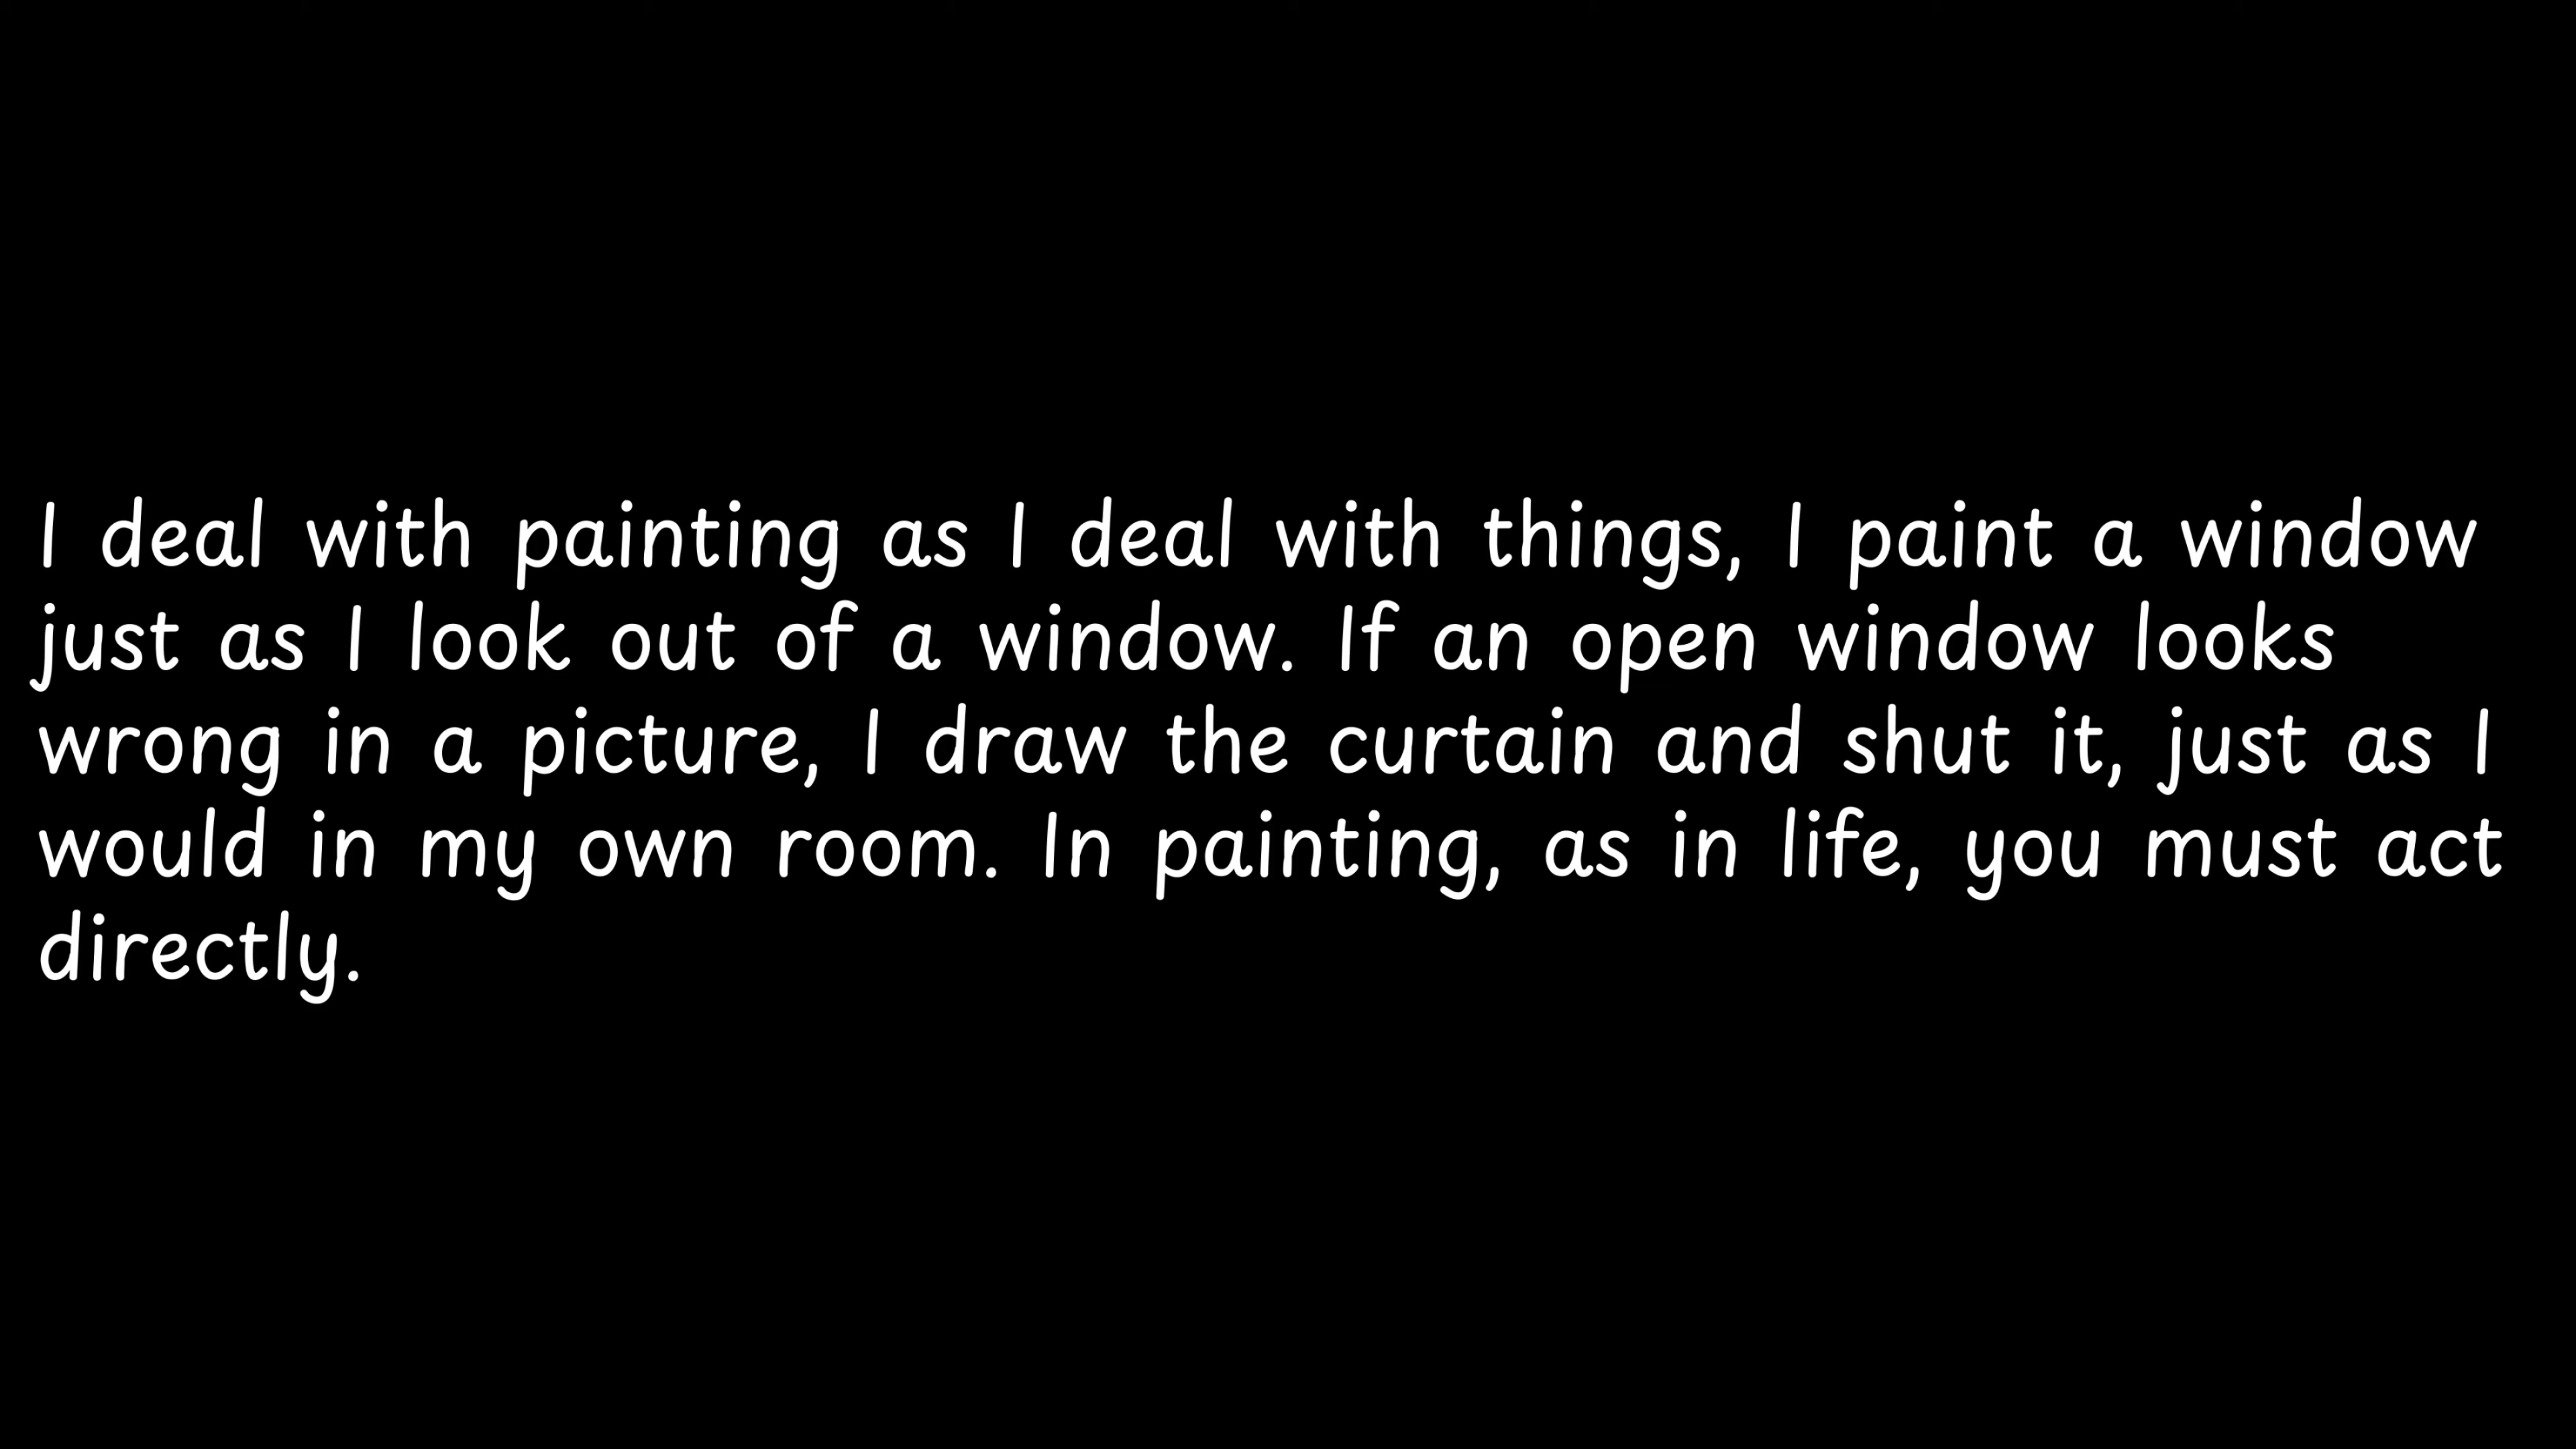 I deal with painting as I deal with things, I paint a window
just as I look out of a window. If an open window looks
wrong in a picture, I draw the curtain and shut it, just as I
would in my own room. In painting, as in life, you must act
directly.